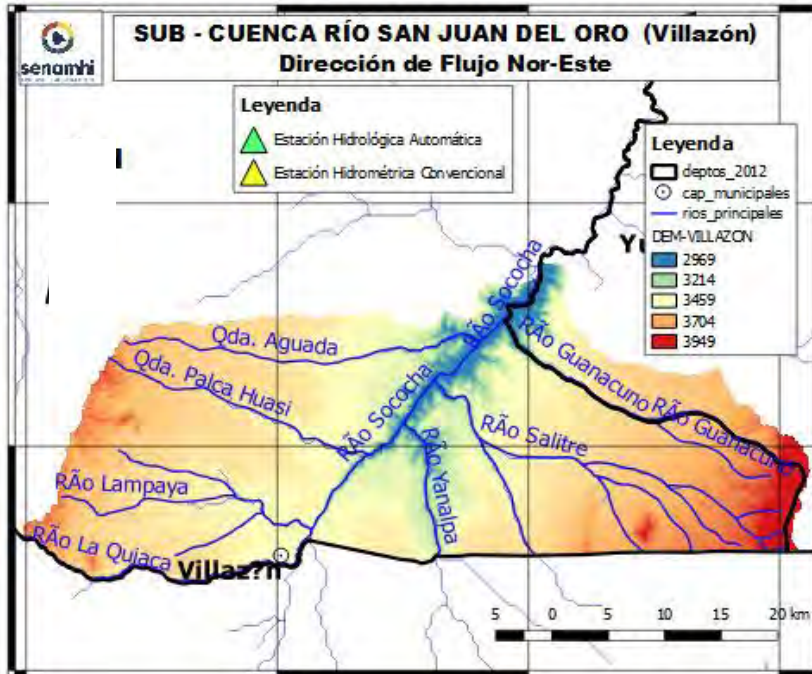 senamhi
SUB - CUENCA RÍO SAN JUAN DEL ORO (Villazón)
Dirección de Flujo Nor-Este
Leyenda
Estación Hidrológica Automática
Estación Hidrométrica Convencional
Leyenda
deptos_2012
cap_municipales
rios_principales
DEM-VILLAZON
2969
3214
3459
3704
3949
Yu
RÃo Sococha
Qda. Aguada
Qda. Palca Huasi
RÃo Sococha
RÃo Guanacuno
RÃo Guanacuno
RÃo Salitre
RÃo Yanalpa
RÃo Lampaya
RÃo La Quiaca
Villaz?n
5 0 5 10 15 20 km